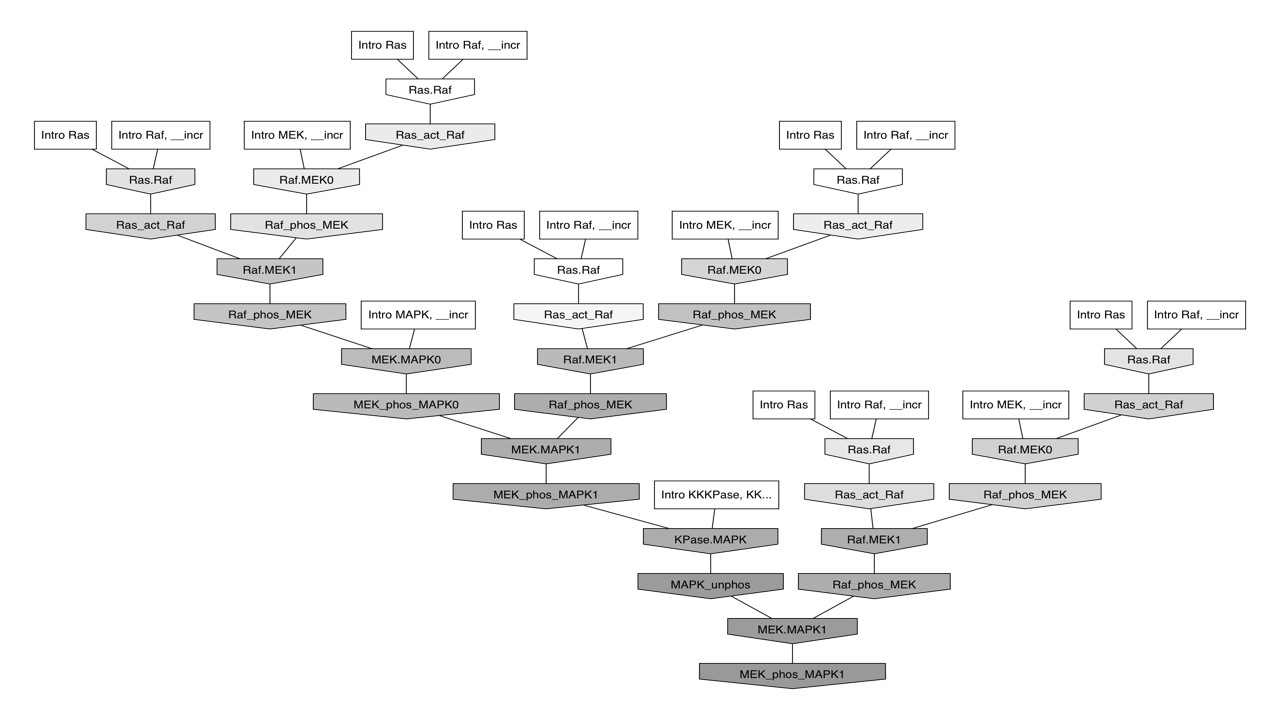 Intro Ras
Intro Raf, __incr
Ras.Raf
Intro Ras
Intro Raf, __incr
Intro MEK, __incr
Ras_act_Raf
Intro Ras
Intro Raf, __incr
Ras.Raf
Raf.MEK0
Ras.Raf
Ras_act_Raf
Raf_phos_MEK
Intro Ras
Intro Raf, __incr
Intro MEK, __incr
Ras_act_Raf
Raf.MEK1
Ras.Raf
Raf.MEK0
Raf_phos_MEK
Intro MAPK, __incr
Ras_act_Raf
Raf_phos_MEK
Intro Ras
Intro Raf, __incr
MEK.MAPK0
Raf.MEK1
Ras.Raf
MEK_phos_MAPK0
Raf_phos_MEK
Intro Ras
Intro Raf, __incr
Intro MEK, __incr
Ras_act_Raf
MEK.MAPK1
Ras.Raf
Raf.MEK0
MEK_phos_MAPK1
Intro KKKPase, KK...
Ras_act_Raf
Raf_phos_MEK
KPase.MAPK
Raf.MEK1
MAPK_unphos
Raf_phos_MEK
MEK.MAPK1
MEK_phos_MAPK1